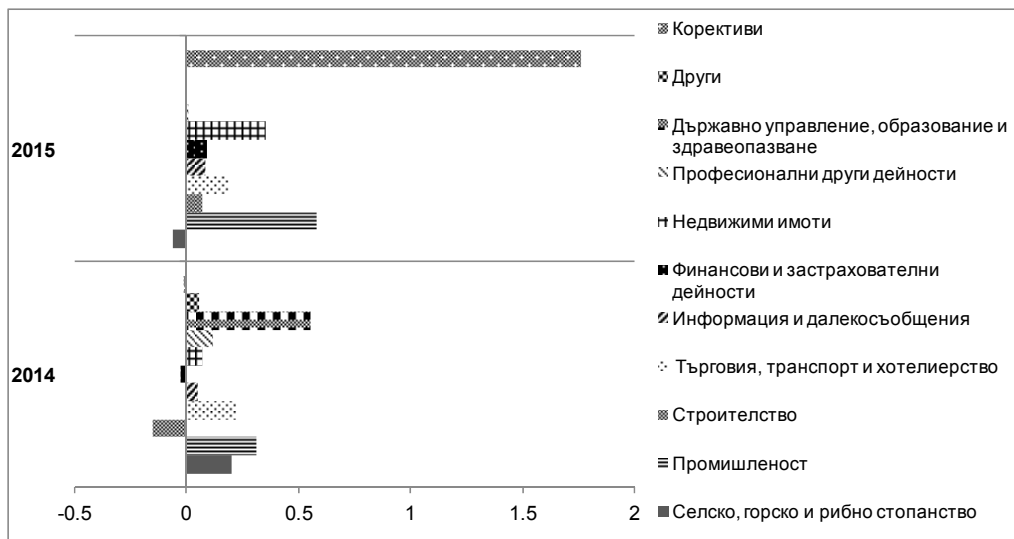 Корективи
Други
Държавно управление, образование и
здравеопазване
Професионални други дейности
Недвижими имоти
Финансови и застрахователни
дейности
Информация и далекосъобщения
Търговия, транспорт и хотелиерство
Строителство
Промишленост
Селско, горско и рибно стопанство
2015
2014
-0.5
0
0.5
1
1.5
2